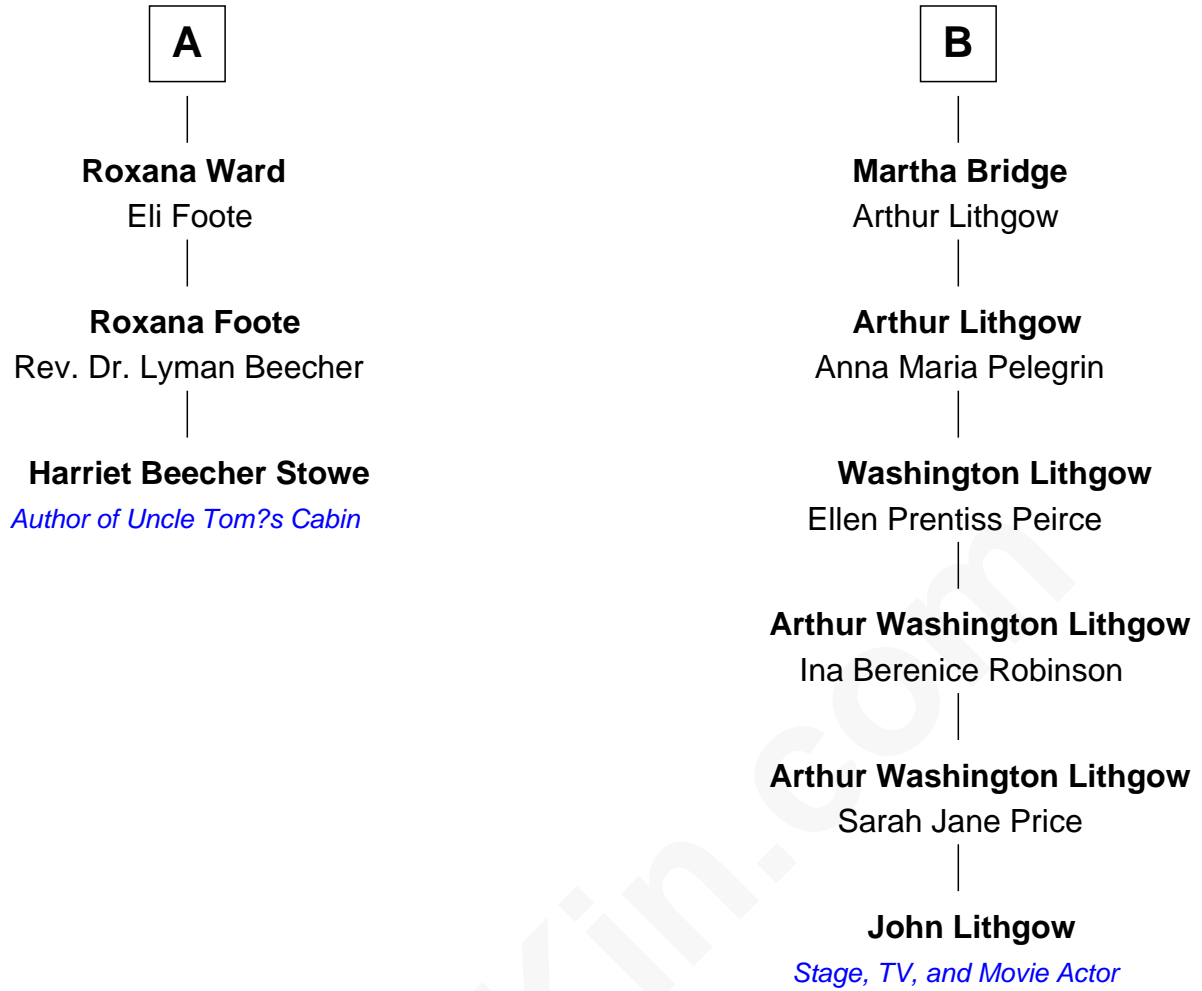 A
Roxana Ward
Eli Foote
Roxana Foote
Rev. Dr. Lyman Beecher
Harriet Beecher Stowe
Author of Uncle Tom?s Cabin
B
Martha Bridge
Arthur Lithgow
Arthur Lithgow
Anna Maria Pelegrin
Washington Lithgow
Ellen Prentiss Peirce
Arthur Washington Lithgow
Ina Berenice Robinson
Arthur Washington Lithgow
Sarah Jane Price
John Lithgow
Stage, TV, and Movie Actor